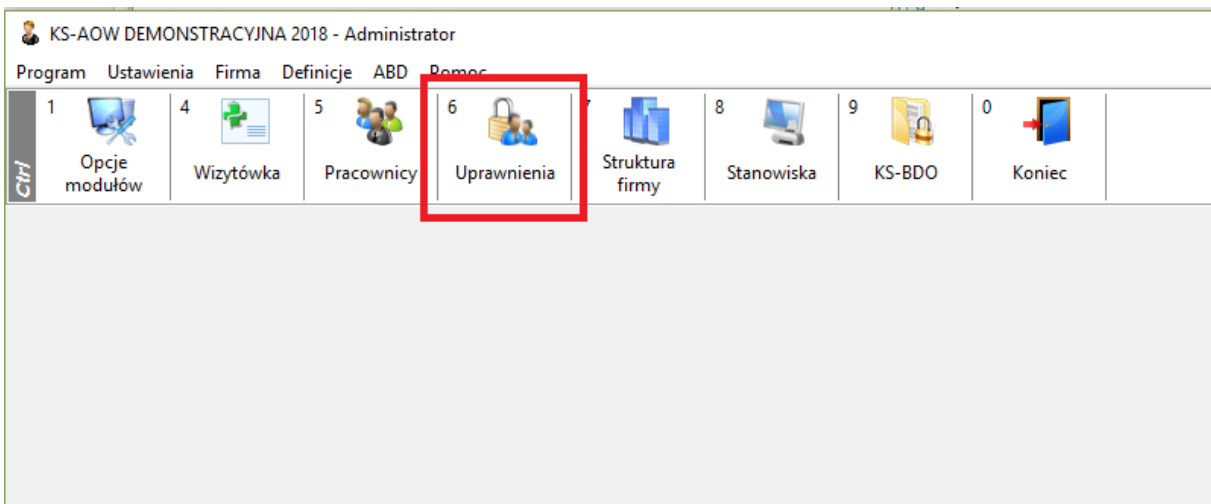 KS-AOW DEMONSTRACYJNA 2018 - Administrator
Program Ustawienia Firma Definicje ABD Pomoc
Ctrl
1 Opcje
modułów
4 Wizytówka
5 Pracownicy
6 Uprawnienia
7 Struktura
firmy
8 Stanowiska
9 KS-BDO
0 Koniec